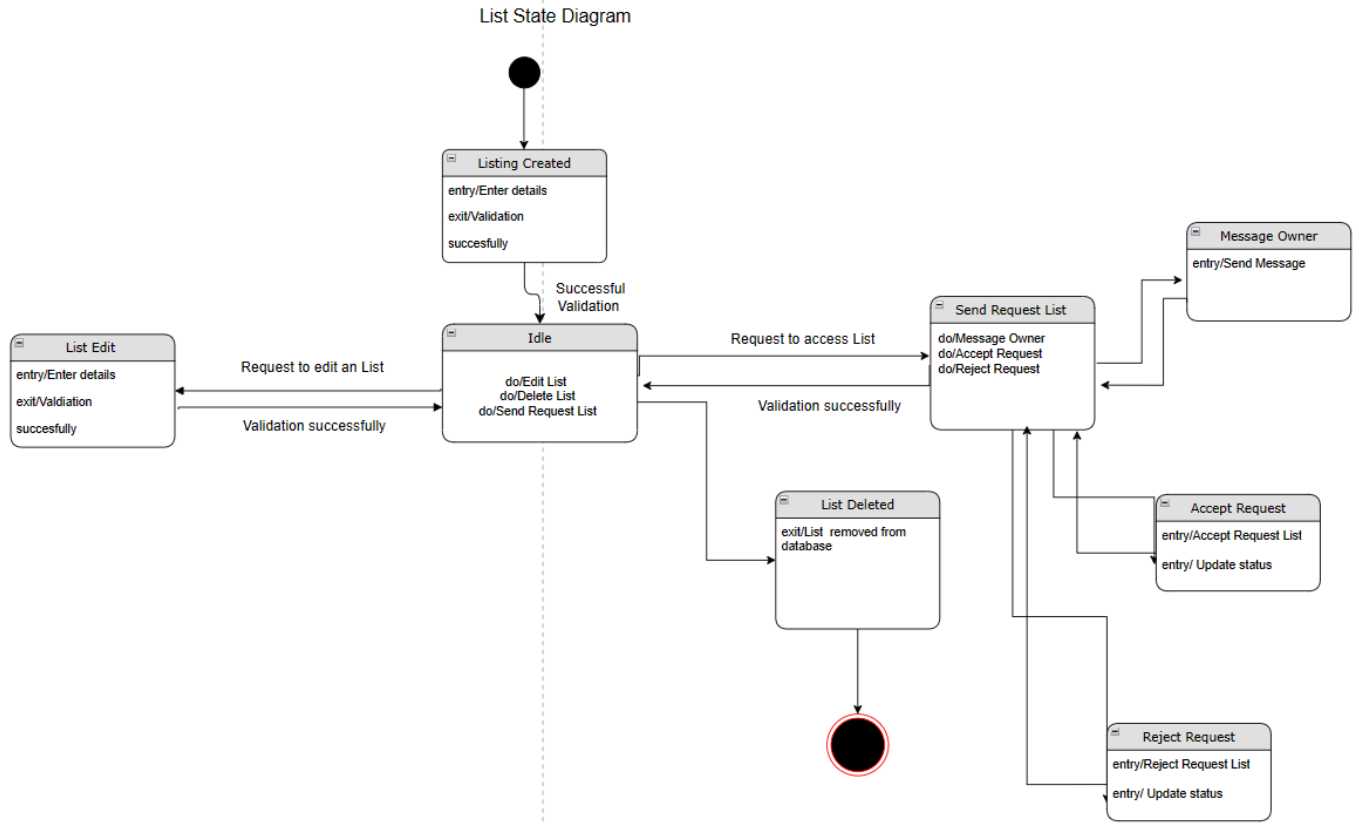 List State Diagram
Listing Created
entry/Enter details
exit/Validation
succesfully
Successful
Validation
Message Owner
entry/Send Message
Send Request List
do/Message Owner
do/Accept Request
do/Reject Request
Idle
do/Edit List
do/Delete List
do/Send Request List
List Edit
entry/Enter details
exit/Valdiation
succesfully
Request to edit an List
Validation successfully
Request to access List
Validation successfully
List Deleted
exit/List removed from
database
Accept Request
entry/Accept Request List
entry/ Update status
Reject Request
entry/Reject Request List
entry/ Update status